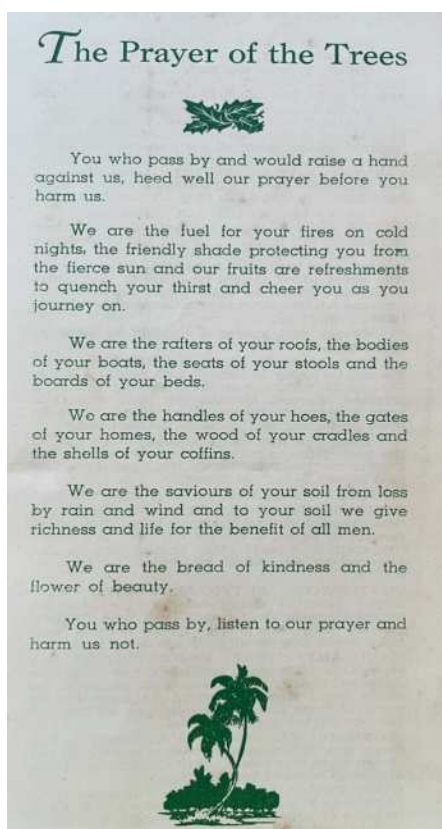 The Prayer of the Trees
You who pass by and would raise a hand
against us, heed well our prayer before you
harm us.
We are the fuel for your fires on cold
nights, the friendly shade protecting you from
the fierce sun and our fruits are refreshments
to quench your thirst and cheer you as you
journey on.
We are the rafters of your roofs, the bodies
of your boats, the seats of your stools and the
boards of your beds.
We are the handles of your hoes, the gates
of your homes, the wood of your cradles and
the shells of your coffins.
We are the saviours of your soil from loss
by rain and wind and to your soil we give
richness and life for the benefit of all men.
We are the bread of kindness and the
flower of beauty.
You who pass by, listen to our prayer and
harm us not.